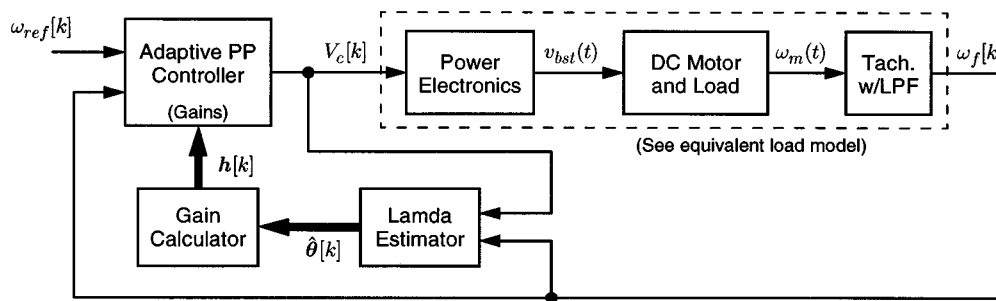 ω_ref[k]
Adaptive PP
Controller
(Gains)
V_c[k]
Power
Electronics
v_bst(t)
DC Motor
and Load
ω_m(t)
Tach.
w/LPF
ω_f[k
(See equivalent load model)
h[k]
Gain
Calculator
θ̂[k]
Lamda
Estimator